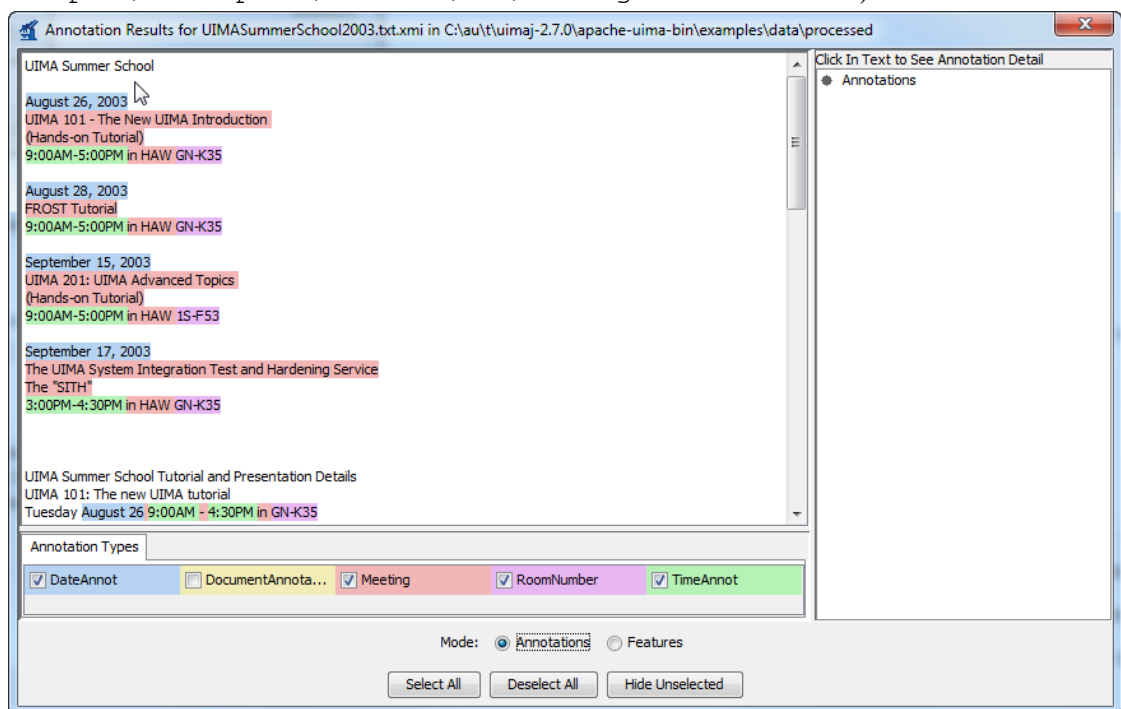 Annotation Results for UIMASummerSchool2003.txt.xmi in C:\au\t\uimaj-2.7.0\apache-uima-bin\examples\data\processed
x
UIMA Summer School
August 26, 2003
UIMA 101 - The New UIMA Introduction
(Hands-on Tutorial)
9:00AM-5:00PM in HAW GN-K35
August 28, 2003
FROST Tutorial
9:00AM-5:00PM in HAW GN-K35
September 15, 2003
UIMA 201: UIMA Advanced Topics
(Hands-on Tutorial)
9:00AM-5:00PM in HAW 1S-F53
September 17, 2003
The UIMA System Integration Test and Hardening Service
The "SITH"
3:00PM-4:30PM in HAW GN-K35
UIMA Summer School Tutorial and Presentation Details
UIMA 101: The new UIMA tutorial
Tuesday August 26 9:00AM - 4:30PM in GN-K35
Click In Text to See Annotation Detail
Annotations
Annotation Types
DateAnnot DocumentAnnota... Meeting RoomNumber TimeAnnot
Mode: Annotations Features
Select All Deselect All Hide Unselected